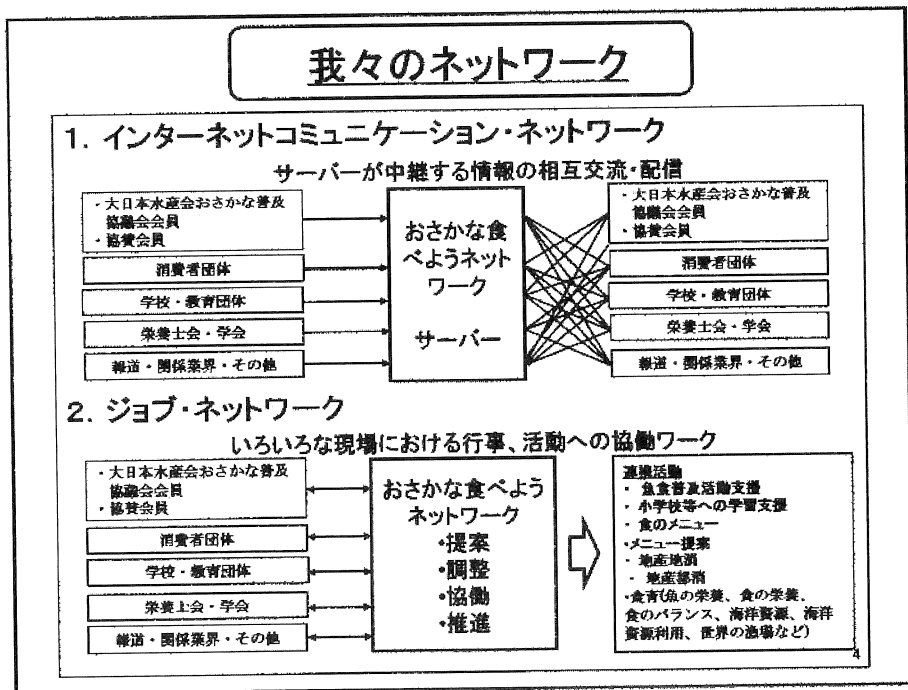 我々のネットワーク
1. インターネットコミュニケーション・ネットワーク
サーバーが中継する情報の相互交流・配信
・大日本水産会おさかな普及
協議会会員
・協賛会員
消費者団体
学校・教育団体
栄養士会・学会
報道・関係業界・その他
おさかな食
べようネット
ワーク
サーバー
・大日本水産会おさかな普及
協議会会員
・協賛会員
消費者団体
学校・教育団体
栄養士会・学会
報道・関係業界・その他
2. ジョブ・ネットワーク
いろいろな現場における行事、活動への協働ワーク
・大日本水産会おさかな普及
協議会会員
・協賛会員
消費者団体
学校・教育団体
栄養士会・学会
報道・関係業界・その他
おさかな食べよう
ネットワーク
・提案
・調整
・協働
・推進
連携活動
・魚食普及活動支援
・小学校等への学習支援
・食のメニュー
・メニュー提案
・地産地消
・地産都消
・食育(魚の栄養、食の栄養、
食のバランス、海洋資源、海洋
資源利用、世界の漁場など)
4